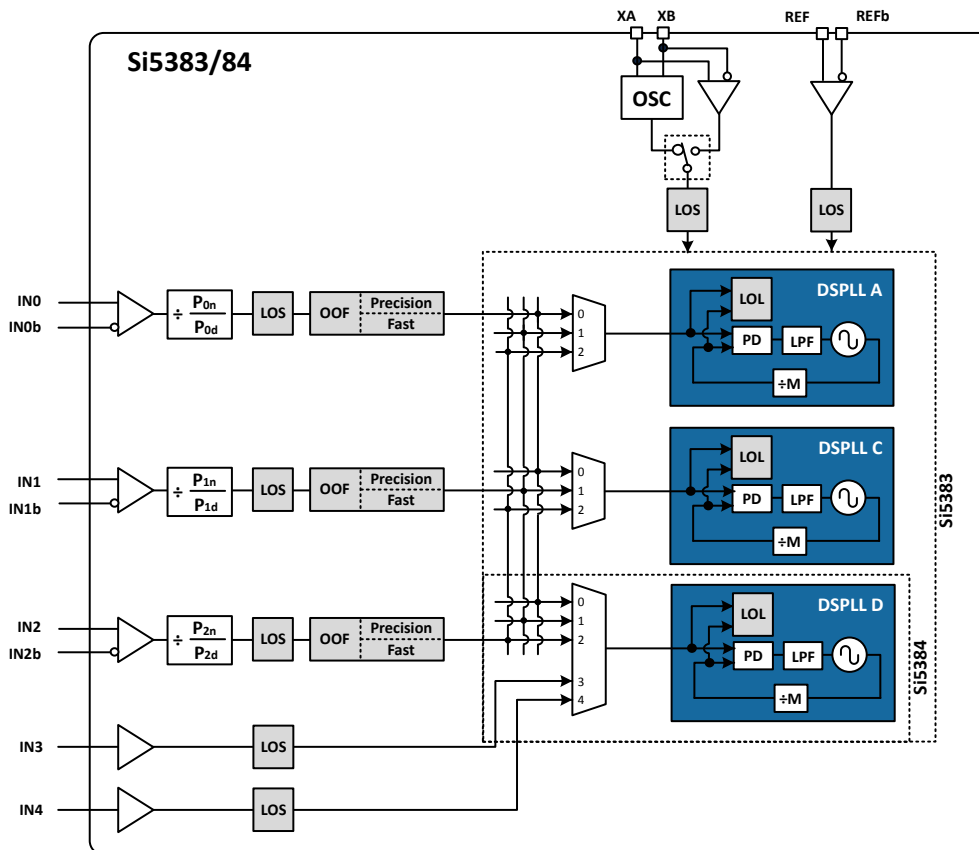 XA XB REF REFb
Si5383/84
OSC
LOS LOS
IN0
IN0b
÷ P0n P0d LOS OOF Precision Fast
0
1
2
DSPLL A
LOL
PD LPF
÷M
IN1
IN1b
÷ P1n P1d LOS OOF Precision Fast
0
1
2
DSPLL C
LOL
PD LPF
÷M
Si5383
IN2
IN2b
÷ P2n P2d LOS OOF Precision Fast
0
1
2
3
4
DSPLL D
LOL
PD LPF
÷M
Si5384
IN3 LOS
IN4 LOS